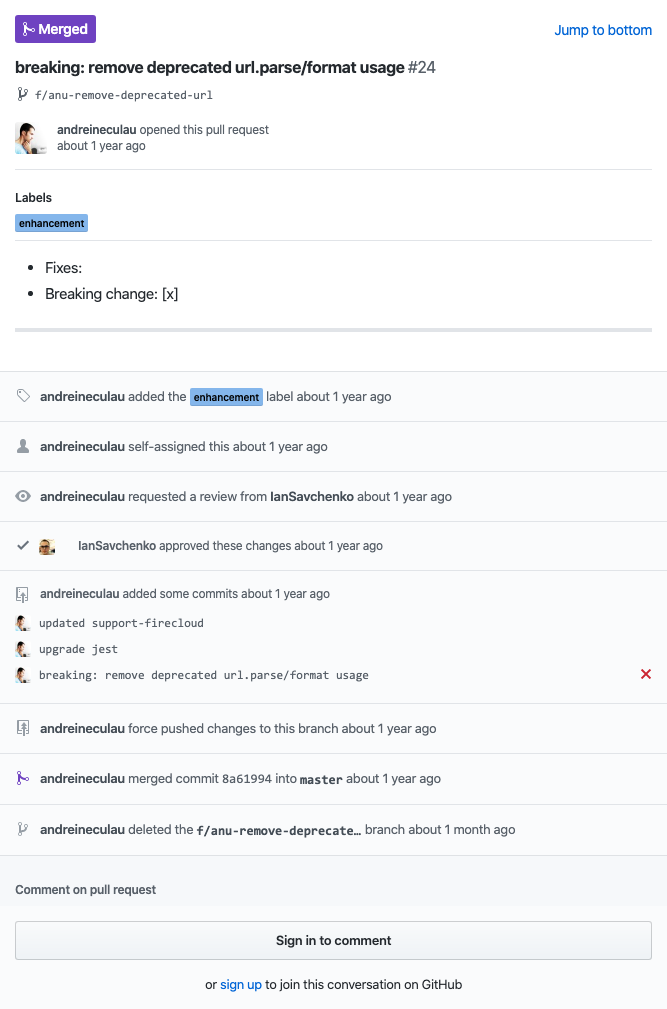 Merged
Jump to bottom
breaking: remove deprecated url.parse/format usage #24
f/anu-remove-deprecated-url
andreineculau opened this pull request
about 1 year ago
Labels
enhancement
• Fixes:
• Breaking change: [x]
andreineculau added the enhancement label about 1 year ago
andreineculau self-assigned this about 1 year ago
andreineculau requested a review from IanSavchenko about 1 year ago
IanSavchenko approved these changes about 1 year ago
andreineculau added some commits about 1 year ago
updated support-firecloud
upgrade jest
breaking: remove deprecated url.parse/format usage
andreineculau force pushed changes to this branch about 1 year ago
andreineculau merged commit 8a61994 into master about 1 year ago
andreineculau deleted the f/anu-remove-deprecate… branch about 1 month ago
Comment on pull request
Sign in to comment
or sign up to join this conversation on GitHub